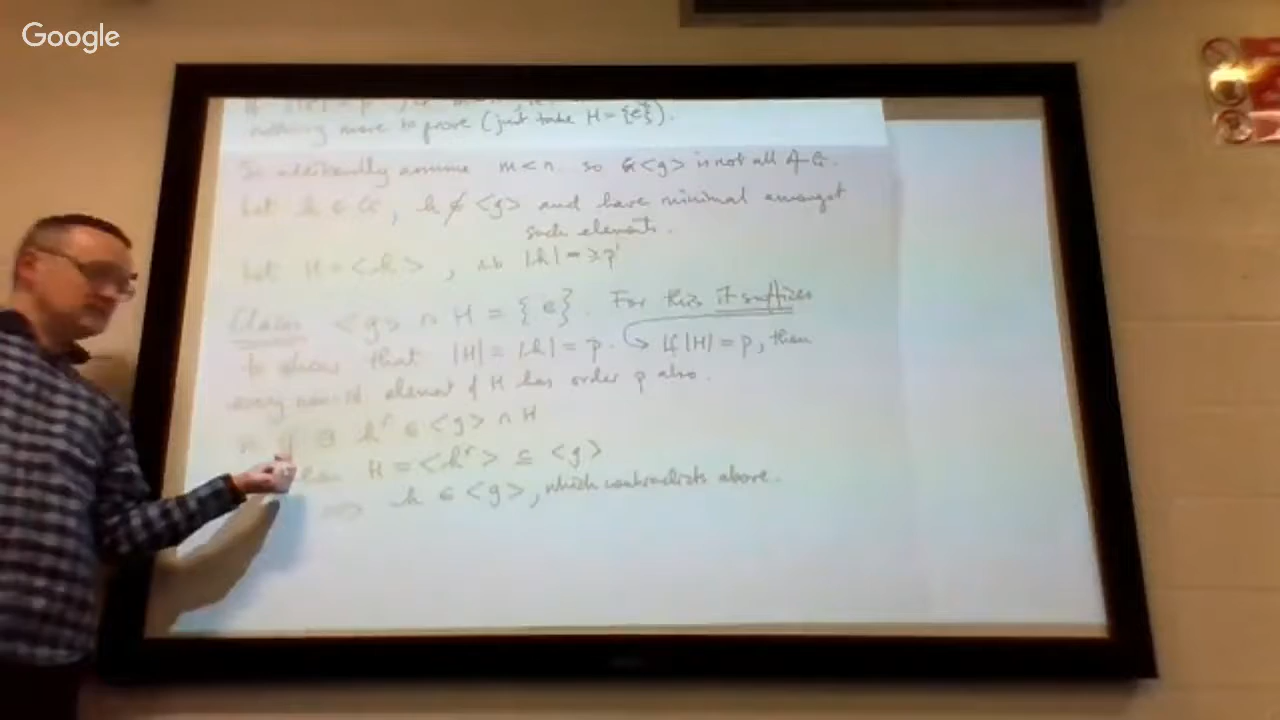 Google
nothing more to prove (just take H = {e}).
So additionally assume m < n so <g> is not all of G.
Let h ∈ G, h ∉ <g> and have minimal amongst
such elements.
Let H = <h>, so |h| => p^i
Claim <g> ∩ H = {e}. For this it suffices
to show that |H| = |h| = p. ↪ If |H| = p, then
every non-id element of H has order p also.
if ∃ h^r ∈ <g> ∩ H
then H = <h^r> ⊆ <g>
=> h ∈ <g>, which contradicts above.